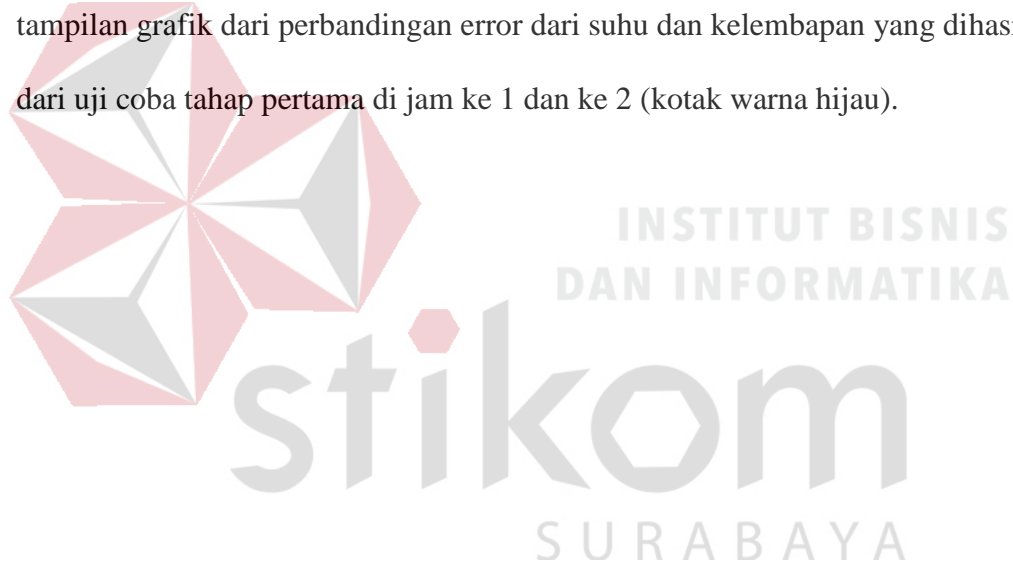 tampilan grafik dari perbandingan error dari suhu dan kelembapan yang
dari uji coba tahap pertama di jam ke 1 dan ke 2 (kotak warna hijau).
INSTITUT BISNIS
DAN INFORMATIKA
stikom
SURABAYA